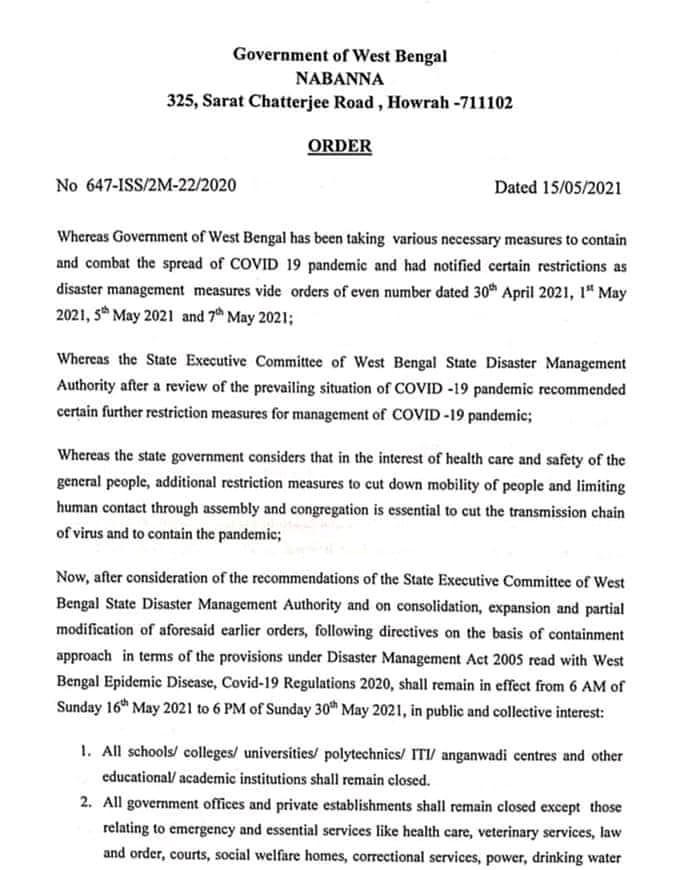 Government of West Bengal
NABANNA
325, Sarat Chatterjee Road , Howrah -711102
ORDER
No 647-ISS/2M-22/2020
Dated 15/05/2021
Whereas Government of West Bengal has been taking various necessary measures to contain
and combat the spread of COVID 19 pandemic and had notified certain restrictions as
disaster management measures vide orders of even number dated 30th April 2021, 1st May
2021, 5th May 2021 and 7th May 2021;
Whereas the State Executive Committee of West Bengal State Disaster Management
Authority after a review of the prevailing situation of COVID -19 pandemic recommended
certain further restriction measures for management of COVID -19 pandemic;
Whereas the state government considers that in the interest of health care and safety of the
general people, additional restriction measures to cut down mobility of people and limiting
human contact through assembly and congregation is essential to cut the transmission chain
of virus and to contain the pandemic;
Now, after consideration of the recommendations of the State Executive Committee of West
Bengal State Disaster Management Authority and on consolidation, expansion and partial
modification of aforesaid earlier orders, following directives on the basis of containment
approach in terms of the provisions under Disaster Management Act 2005 read with West
Bengal Epidemic Disease, Covid-19 Regulations 2020, shall remain in effect from 6 AM of
Sunday 16th May 2021 to 6 PM of Sunday 30th May 2021, in public and collective interest:
1. All schools/ colleges/ universities/ polytechnics/ ITI/ anganwadi centres and other
educational/ academic institutions shall remain closed.
2. All government offices and private establishments shall remain closed except those
relating to emergency and essential services like health care, veterinary services, law
and order, courts, social welfare homes, correctional services, power, drinking water